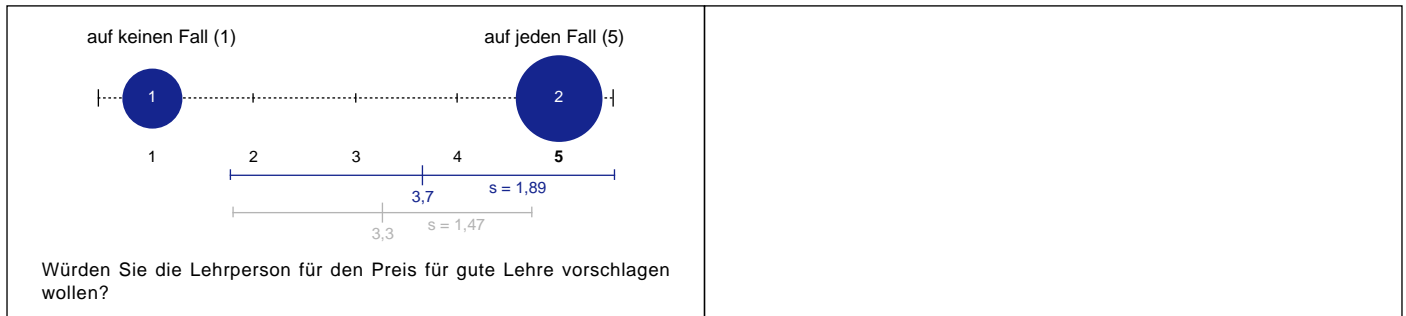 auf keinen Fall (1) auf jeden Fall (5)
1 2
1 2 3 4 5
3,7 s = 1,89
3,3 s = 1,47
Würden Sie die Lehrperson für den Preis für gute Lehre vorschlagen
wollen?